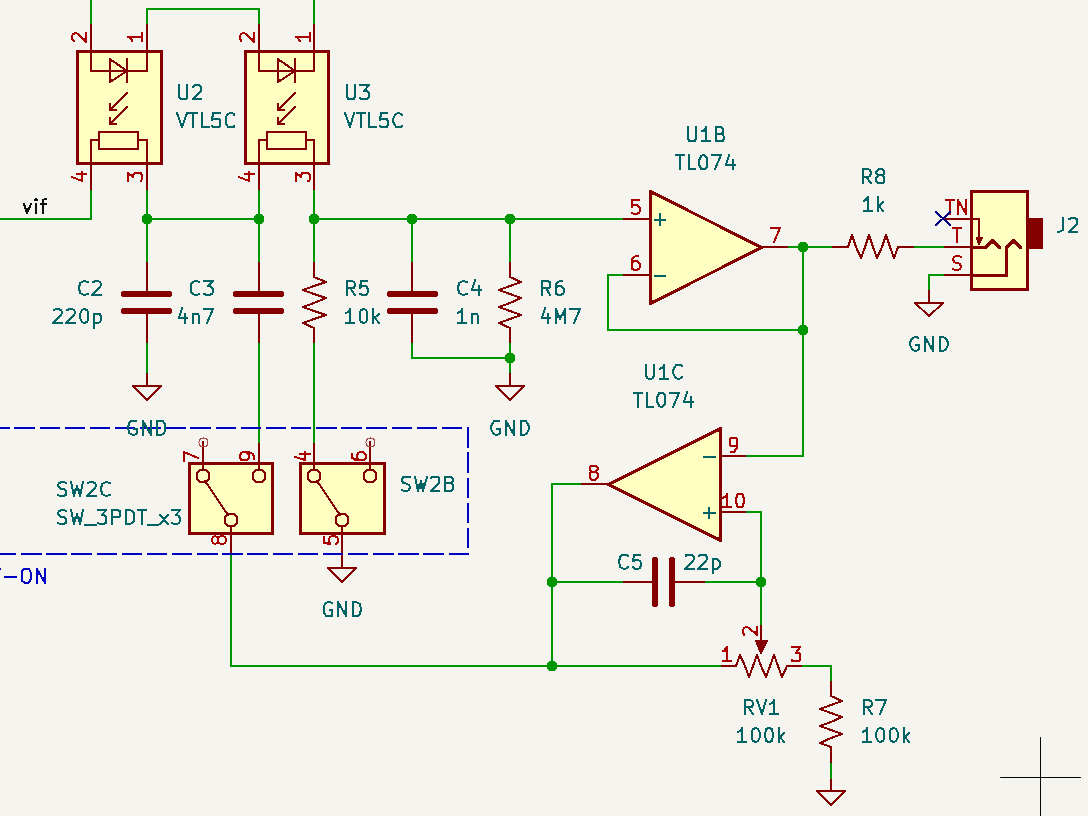 2
1
2
1
U2
VTL5C
U3
VTL5C
4
3
4
3
vif
U1B
TL074
5
+
7
6
−
R8
1k
TN
T
S
J2
GND
C2
220p
C3
4n7
R5
10k
C4
1n
R6
4M7
GND
GND
U1C
TL074
9
−
8
10
+
7
9
4
6
SW2C
SW_3PDT_x3
SW2B
8
5
-ON
GND
C5
22p
2
1
3
RV1
100k
R7
100k